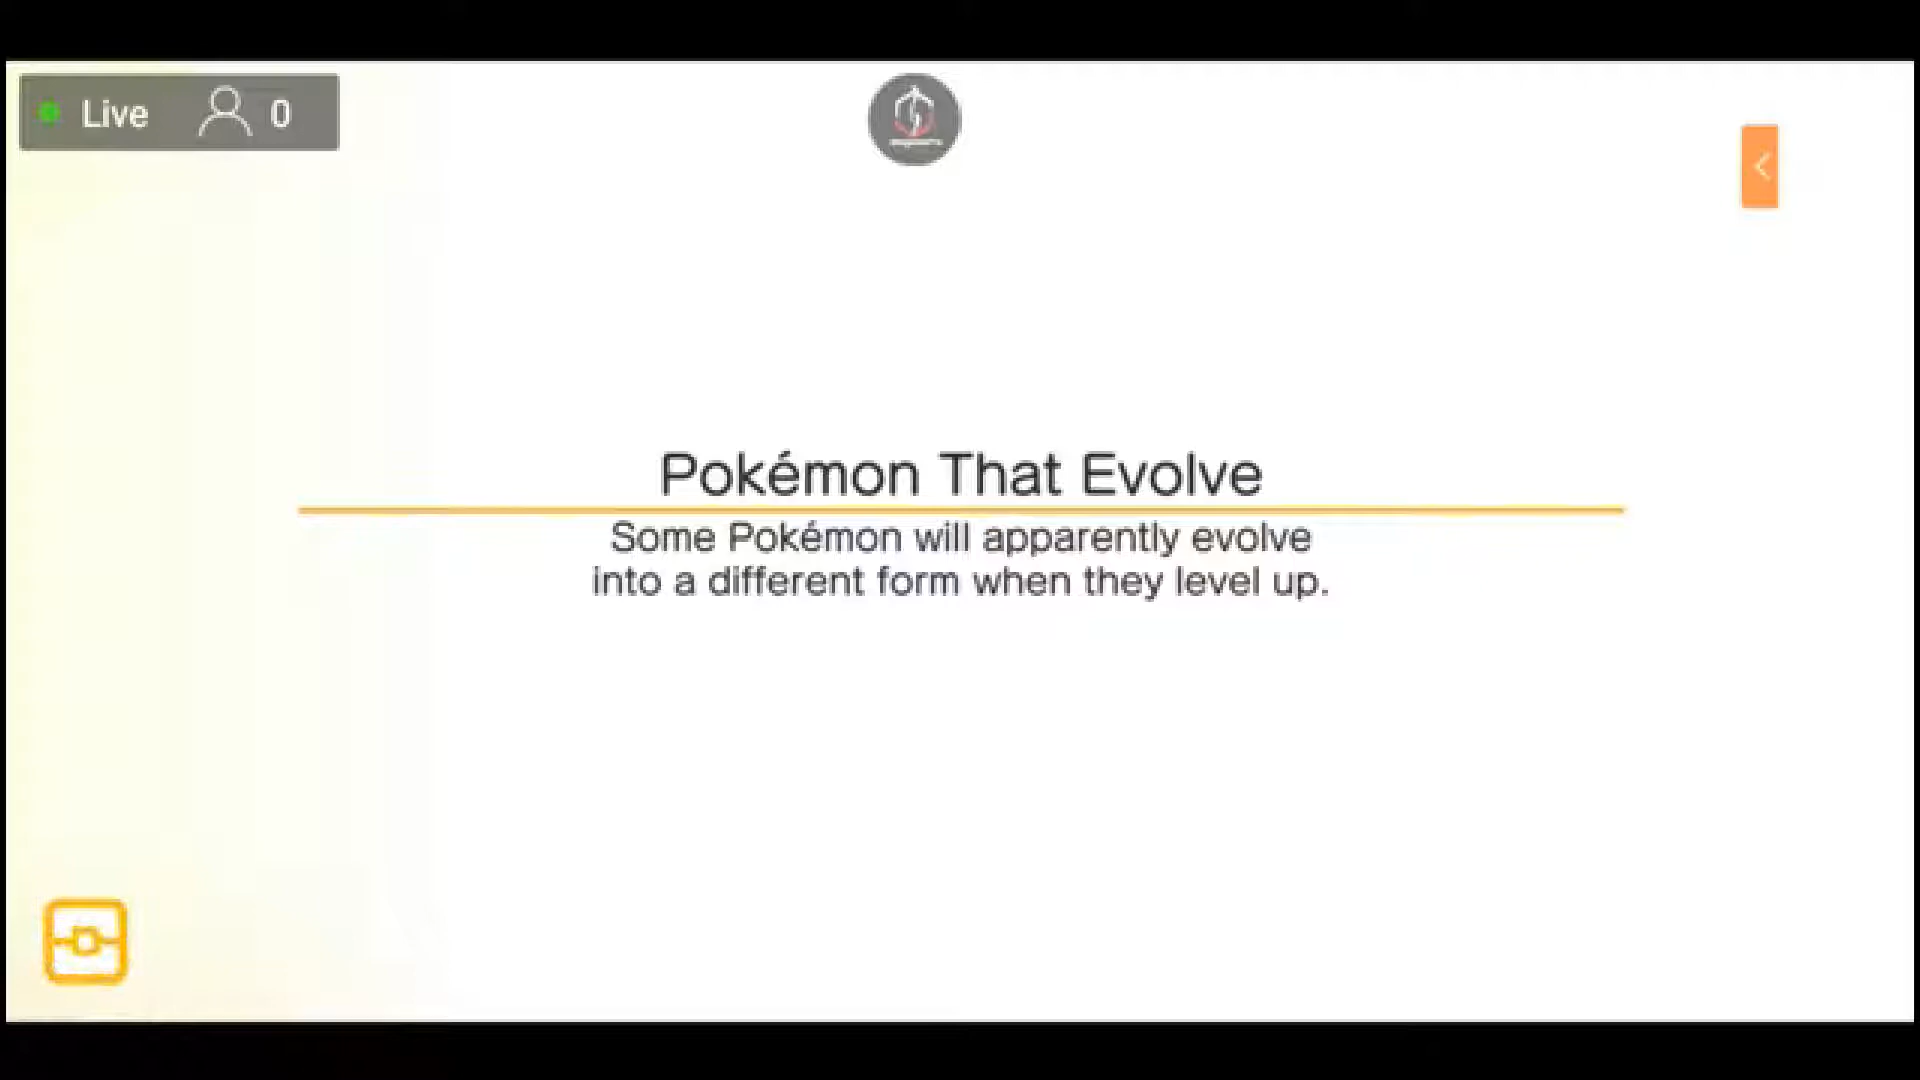 Live 0
Pokémon That Evolve
Some Pokémon will apparently evolve
into a different form when they level up.